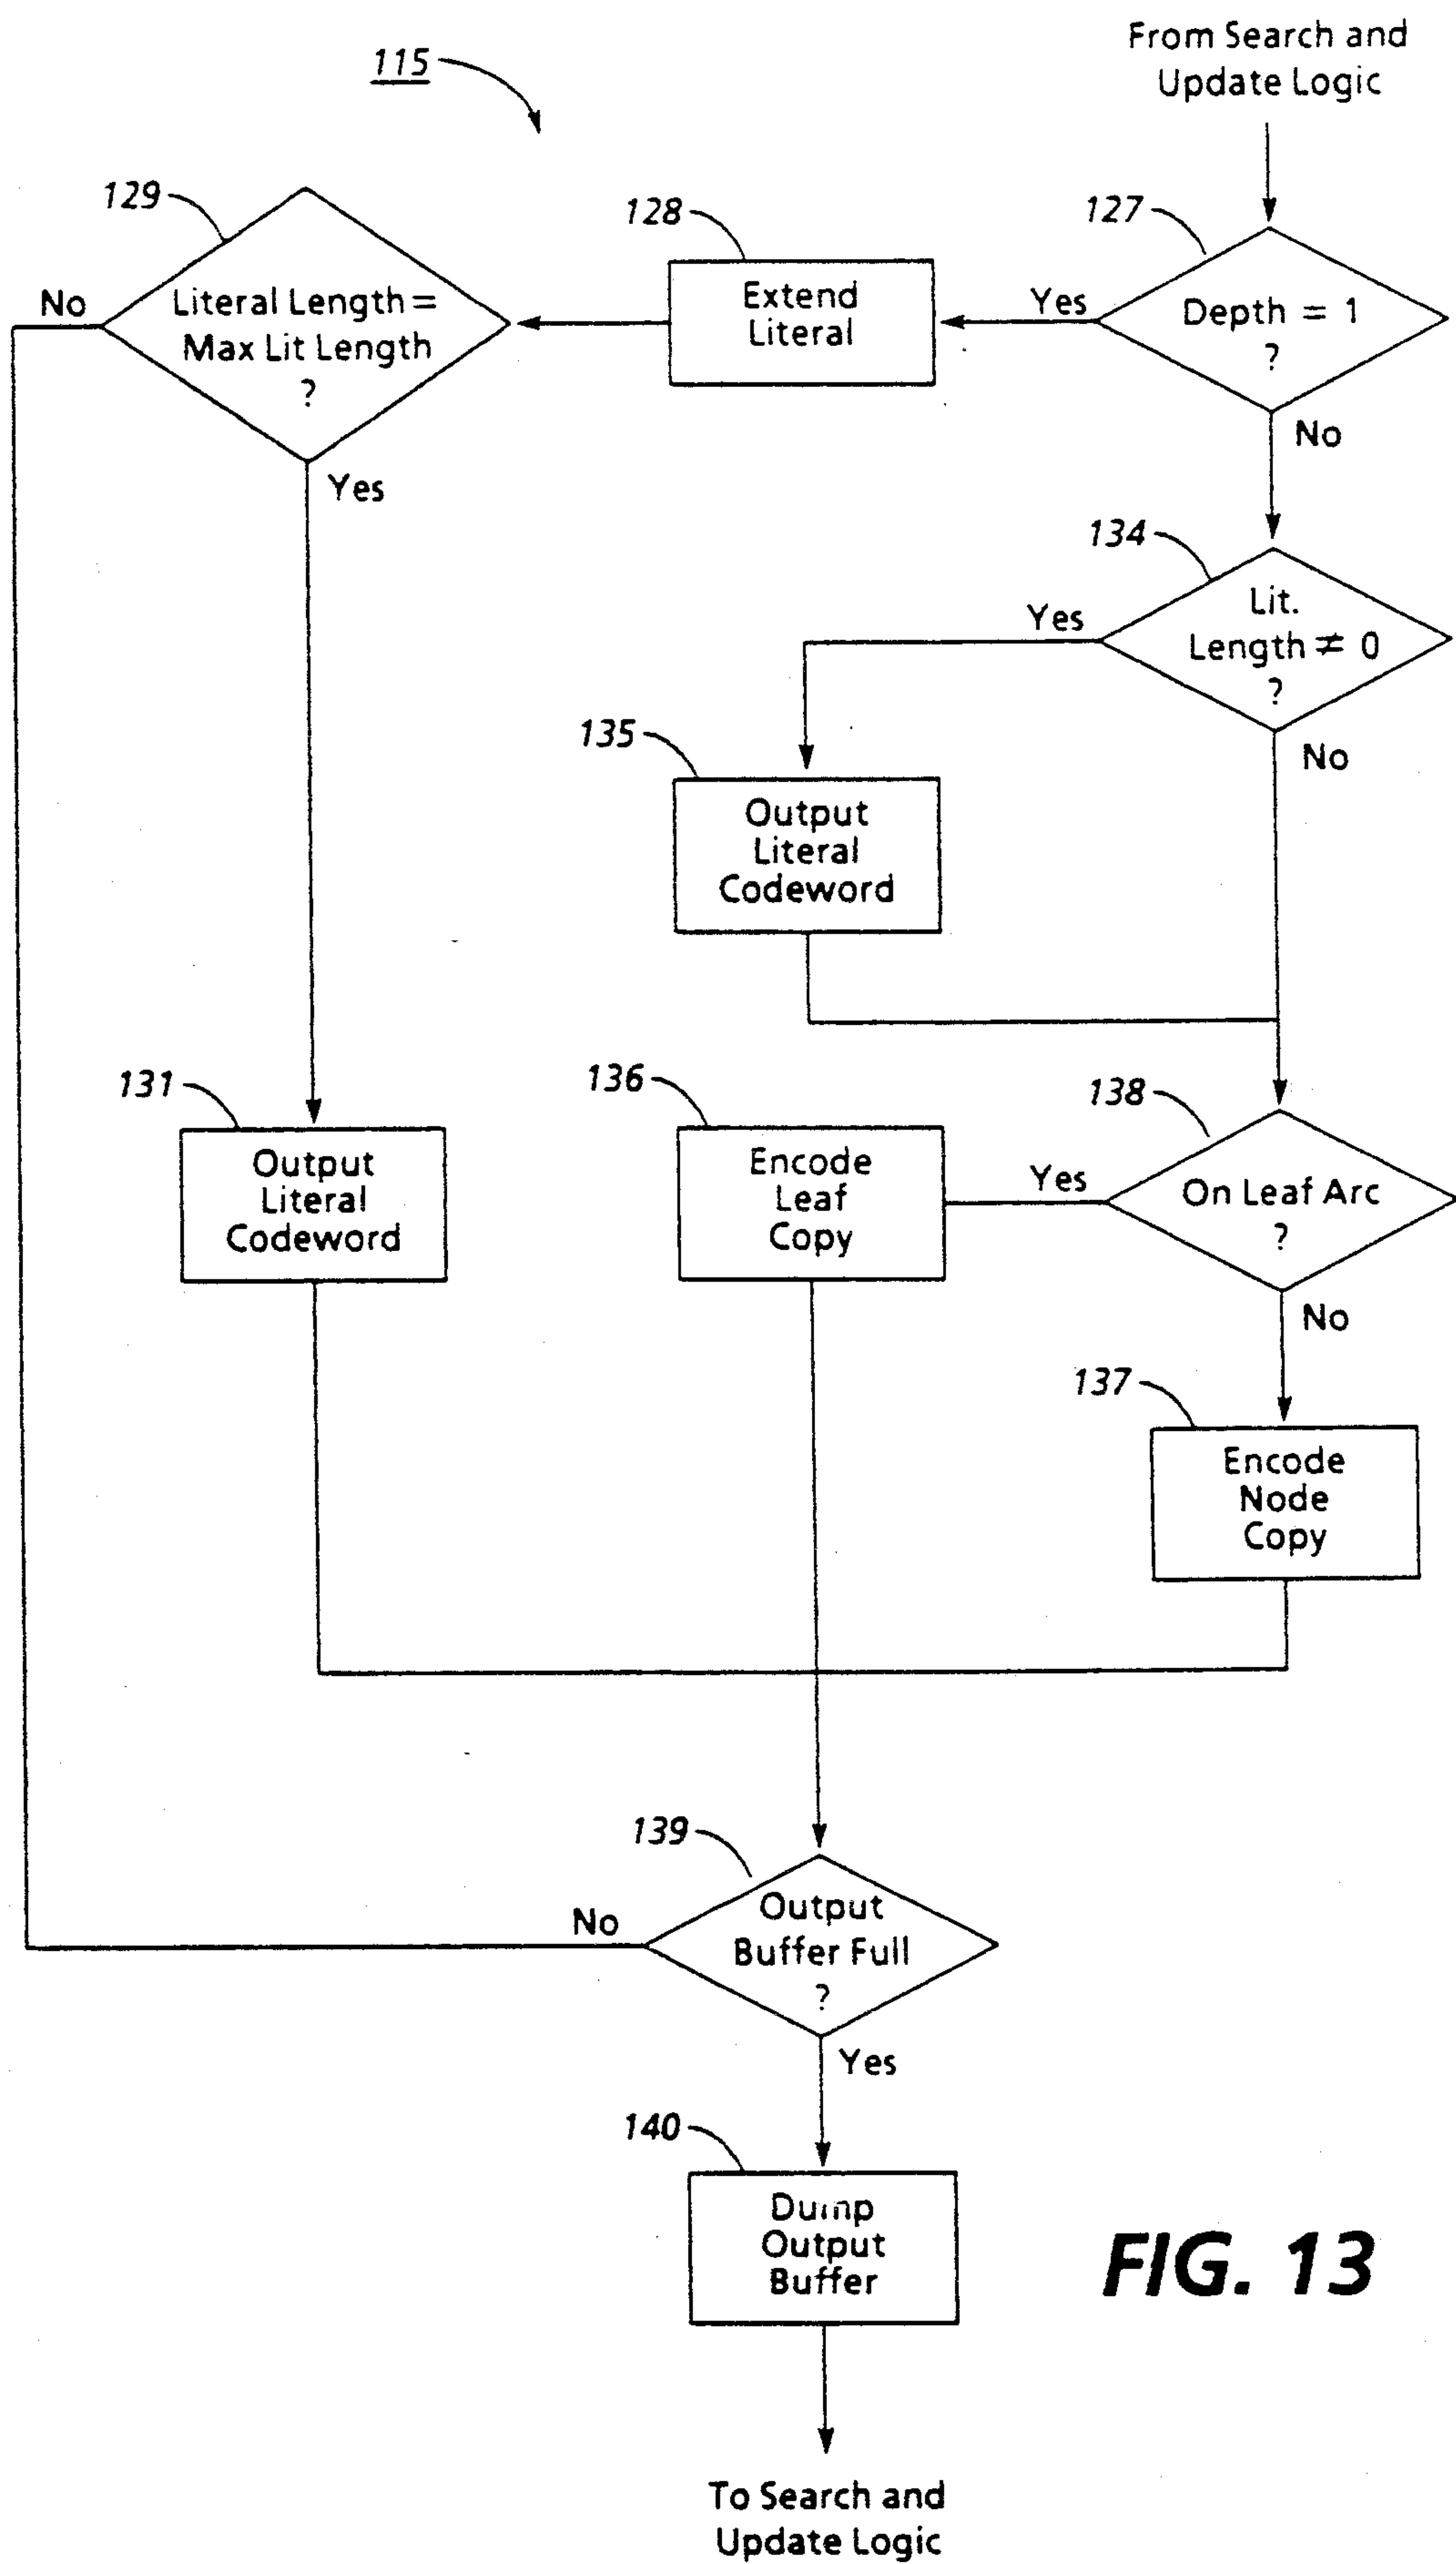 From Search and
Update Logic
115
129
128
127
No
Literal Length =
Max Lit Length
?
Extend
Literal
Yes
Depth = 1
?
No
Yes
134
Yes
Lit.
Length ≠ 0
?
135
No
Output
Literal
Codeword
131
136
138
Output
Literal
Codeword
Encode
Leaf
Copy
Yes
On Leaf Arc
?
No
137
Encode
Node
Copy
139
No
Output
Buffer Full
?
Yes
140
Dump
Output
Buffer
FIG. 13
To Search and
Update Logic